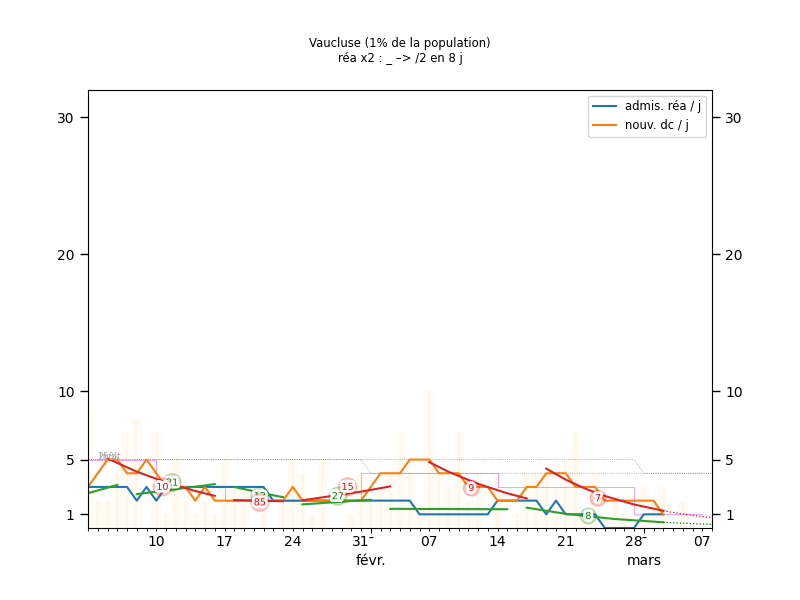 Vaucluse (1% de la population)
réa x2 : _ –> /2 en 8 j
admis. réa / j
nouv. dc / j
30 30
20 20
10 10
5 5
1 1
10 31
85
15
27
9
7
8
10 17 24 31 07 14 21 28 07
févr. mars